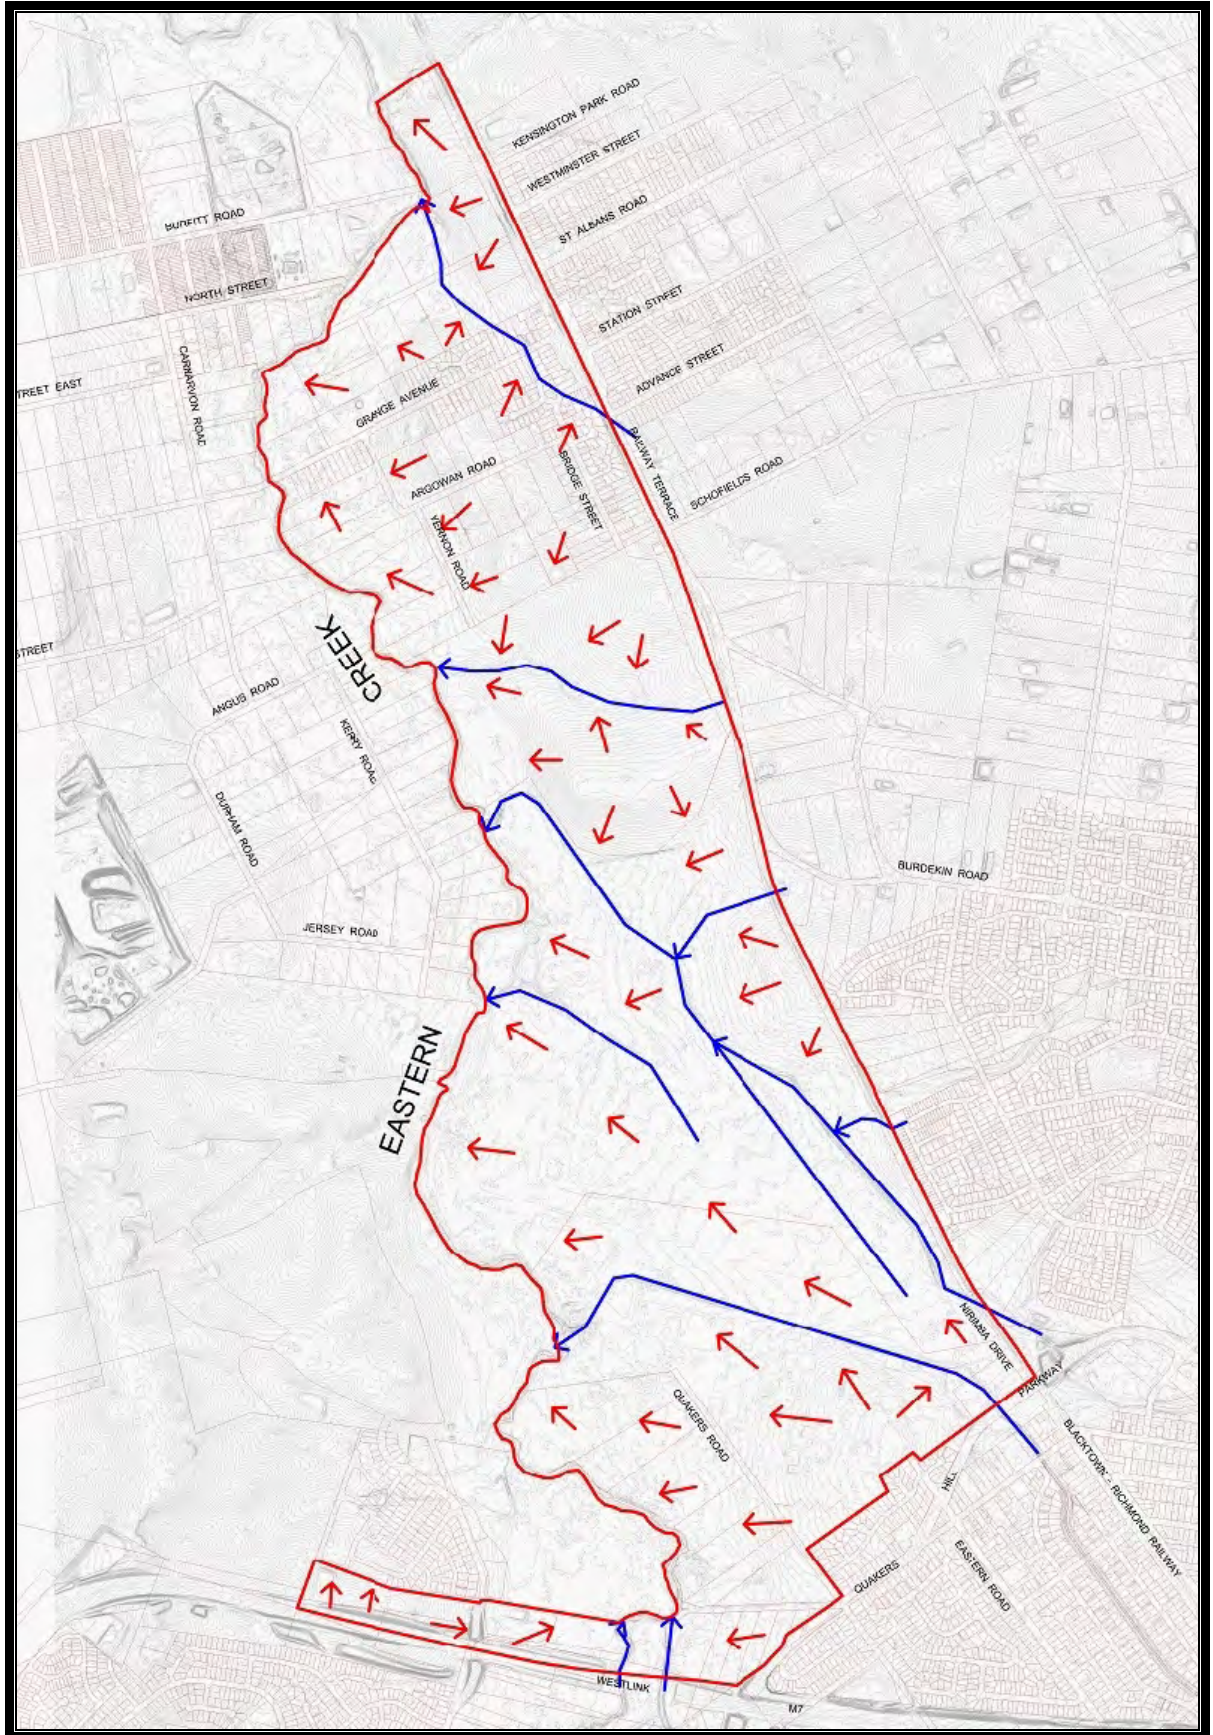 KENSINGTON PARK ROAD
WESTMINSTER STREET
ST ALBANS ROAD
BURFITT ROAD
NORTH STREET
STATION STREET
ADVANCE STREET
CARNARVON ROAD
TREET EAST
GRANGE AVENUE
RAILWAY TERRACE
ARGOWAN ROAD
BRIDGE STREET
SCHOFIELDS ROAD
VERNON ROAD
CREEK
STREET
ANGUS ROAD
KERRY ROAD
DURHAM ROAD
BURDEKIN ROAD
JERSEY ROAD
EASTERN
NIRIMBA DRIVE
PARKWAY
QUAKERS ROAD
BLACKTOWN - RICHMOND RAILWAY
HILL
EASTERN ROAD
QUAKERS
WESTLINK
M7